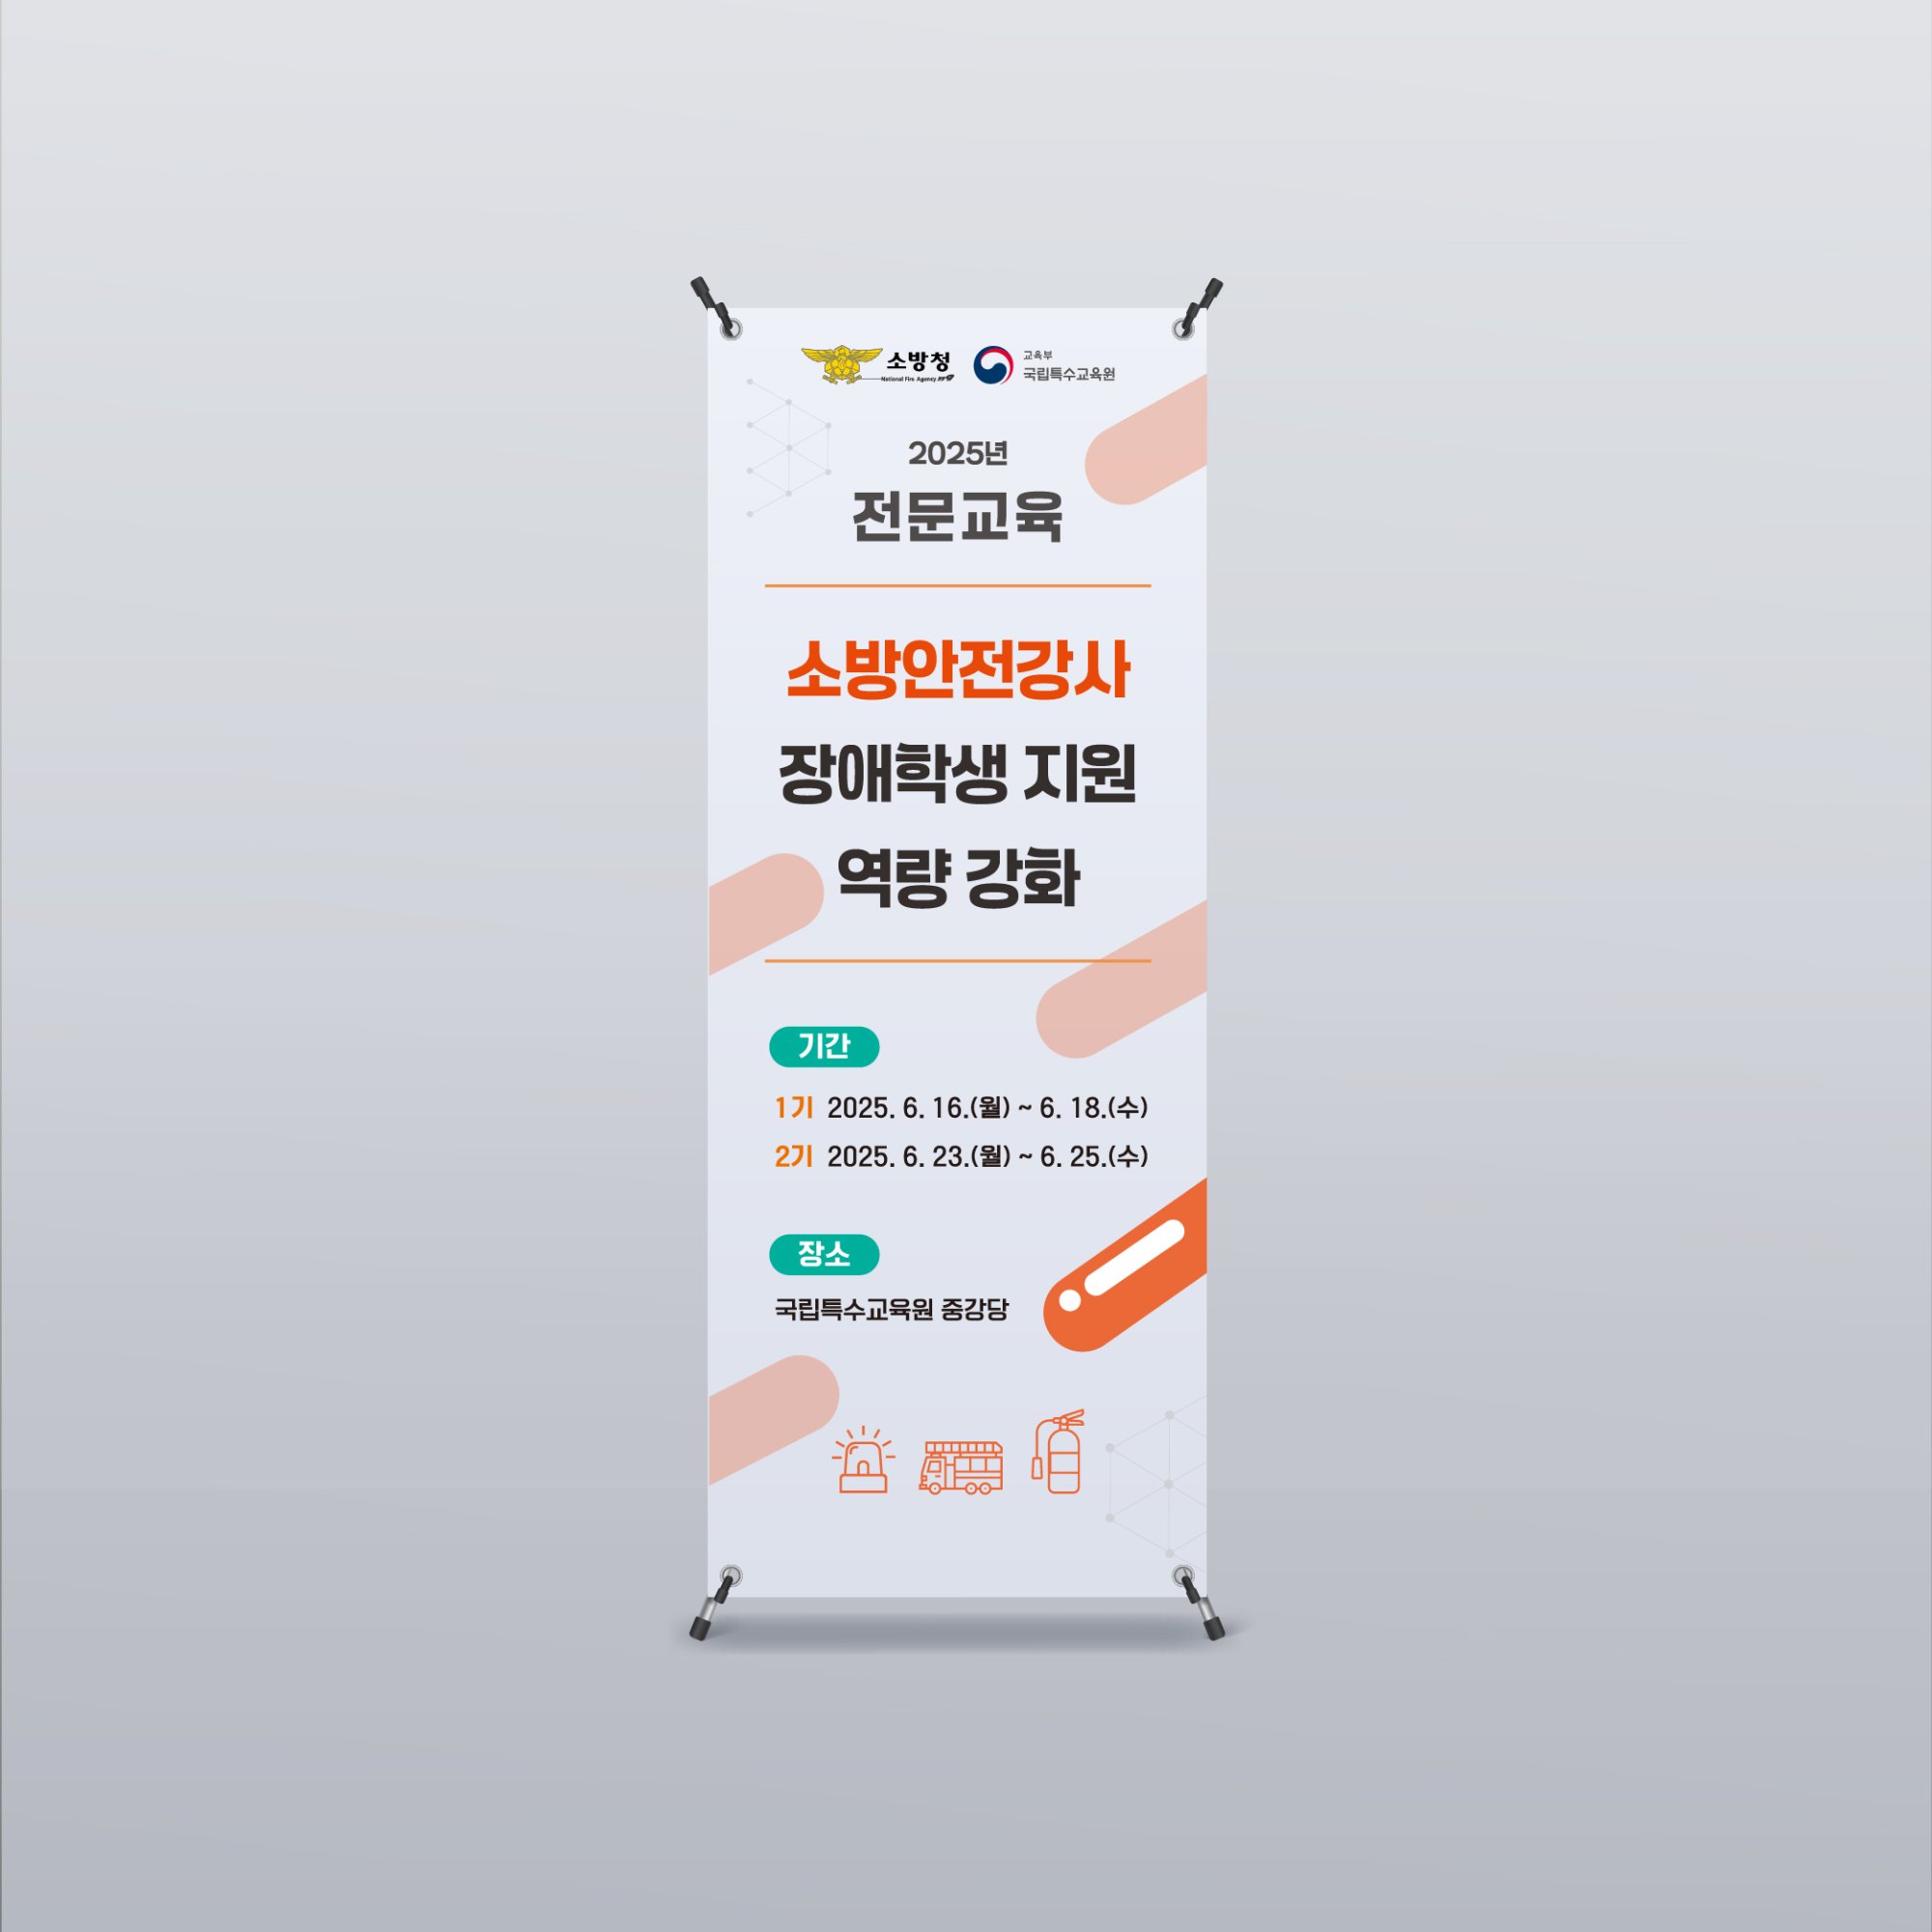 소방청
National Fire Agency 119
교육부
국립특수교육원
2025년
전문교육
소방안전강사
장애학생 지원
역량 강화
기간
1기 2025. 6. 16.(월) ~ 6. 18.(수)
2기 2025. 6. 23.(월) ~ 6. 25.(수)
장소
국립특수교육원 중강당